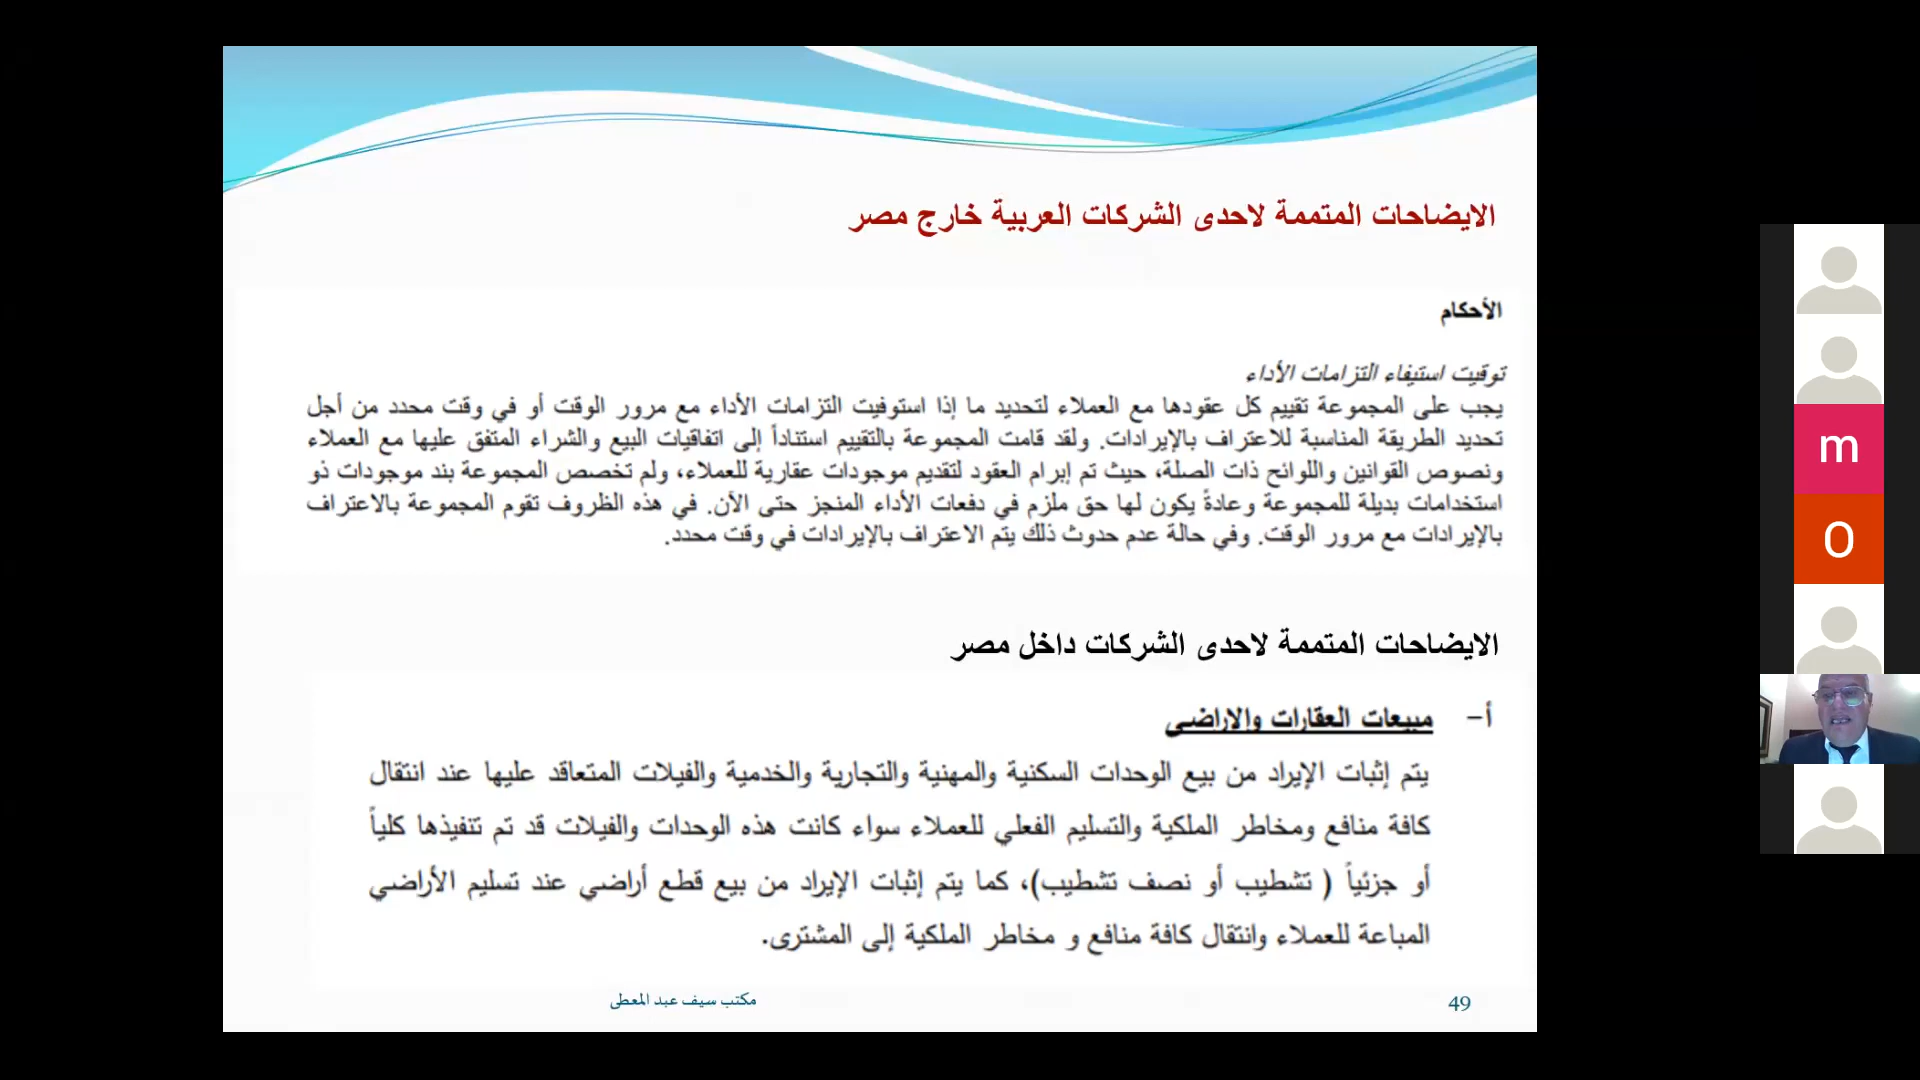 الايضاحات المتممة لاحدى الشركات العربية خارج مصر
الأحكام
توقيت استيفاء التزامات الأداء
يجب على المجموعة تقييم كل عقودها مع العملاء لتحديد ما إذا استوفيت التزامات الأداء مع مرور الوقت أو في وقت محدد من أجل
تحديد الطريقة المناسبة للاعتراف بالإيرادات. ولقد قامت المجموعة بالتقييم استناداً إلى اتفاقيات البيع والشراء المتفق عليها مع العملاء
ونصوص القوانين واللوائح ذات الصلة، حيث تم إبرام العقود لتقديم موجودات عقارية للعملاء، ولم تخصص المجموعة بند موجودات ذو
استخدامات بديلة للمجموعة وعادةً يكون لها حق ملزم في دفعات الأداء المنجز حتى الآن. في هذه الظروف تقوم المجموعة بالاعتراف
بالإيرادات مع مرور الوقت. وفي حالة عدم حدوث ذلك يتم الاعتراف بالإيرادات في وقت محدد.
الايضاحات المتممة لاحدى الشركات داخل مصر
أ- مبيعات العقارات والاراضى
يتم إثبات الإيراد من بيع الوحدات السكنية والمهنية والتجارية والخدمية والفيلات المتعاقد عليها عند انتقال
كافة منافع ومخاطر الملكية والتسليم الفعلي للعملاء سواء كانت هذه الوحدات والفيلات قد تم تنفيذها كلياً
أو جزئياً ( تشطيب أو نصف تشطيب)، كما يتم إثبات الإيراد من بيع قطع أراضي عند تسليم الأراضي
المباعة للعملاء وانتقال كافة منافع و مخاطر الملكية إلى المشترى.
مكتب سيف عبد المعطى
49
m
O